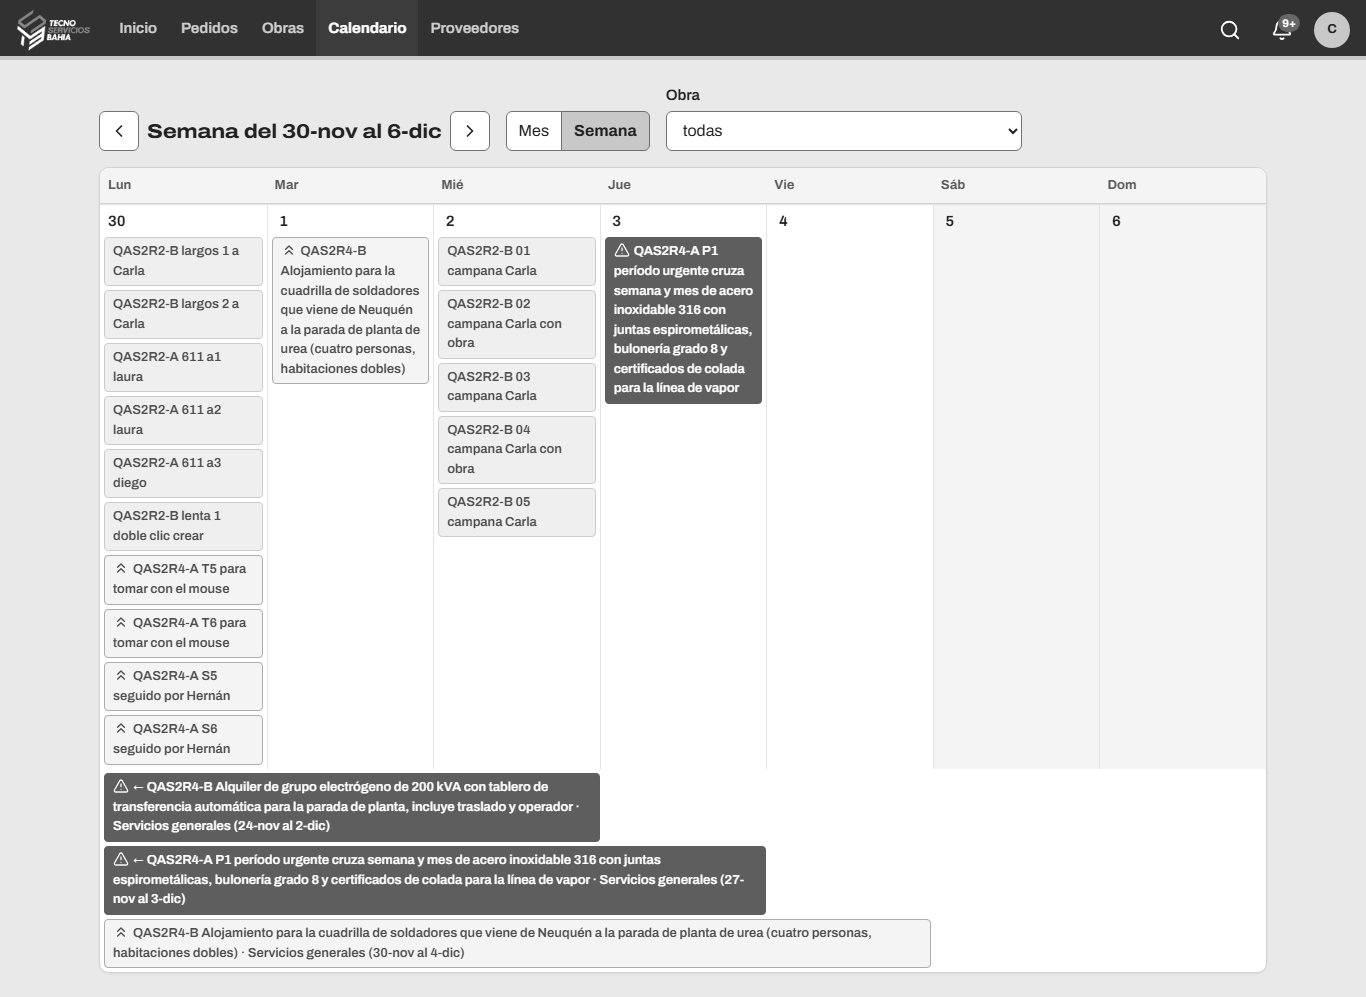 TECNO
SERVICIOS
BAHIA
Inicio
Pedidos
Obras
Calendario
Proveedores
9+
C
Obra
Semana del 30-nov al 6-dic
Mes
Semana
todas
Lun
Mar
Mié
Jue
Vie
Sáb
Dom
30
QAS2R2-B largos 1 a
Carla
QAS2R2-B largos 2 a
Carla
QAS2R2-A 611 a1
laura
QAS2R2-A 611 a2
laura
QAS2R2-A 611 a3
diego
QAS2R2-B lenta 1
doble clic crear
QAS2R4-A T5 para
tomar con el mouse
QAS2R4-A T6 para
tomar con el mouse
QAS2R4-A S5
seguido por Hernán
QAS2R4-A S6
seguido por Hernán
1
QAS2R4-B
Alojamiento para la
cuadrilla de soldadores
que viene de Neuquén
a la parada de planta de
urea (cuatro personas,
habitaciones dobles)
2
QAS2R2-B 01
campana Carla
QAS2R2-B 02
campana Carla con
obra
QAS2R2-B 03
campana Carla
QAS2R2-B 04
campana Carla con
obra
QAS2R2-B 05
campana Carla
3
QAS2R4-A P1
período urgente cruza
semana y mes de acero
inoxidable 316 con
juntas espirometálicas,
bulonería grado 8 y
certificados de colada
para la línea de vapor
4
5
6
← QAS2R4-B Alquiler de grupo electrógeno de 200 kVA con tablero de
transferencia automática para la parada de planta, incluye traslado y operador ·
Servicios generales (24-nov al 2-dic)
← QAS2R4-A P1 período urgente cruza semana y mes de acero inoxidable 316 con juntas
espirometálicas, bulonería grado 8 y certificados de colada para la línea de vapor · Servicios generales (27-
nov al 3-dic)
QAS2R4-B Alojamiento para la cuadrilla de soldadores que viene de Neuquén a la parada de planta de urea (cuatro personas,
habitaciones dobles) · Servicios generales (30-nov al 4-dic)